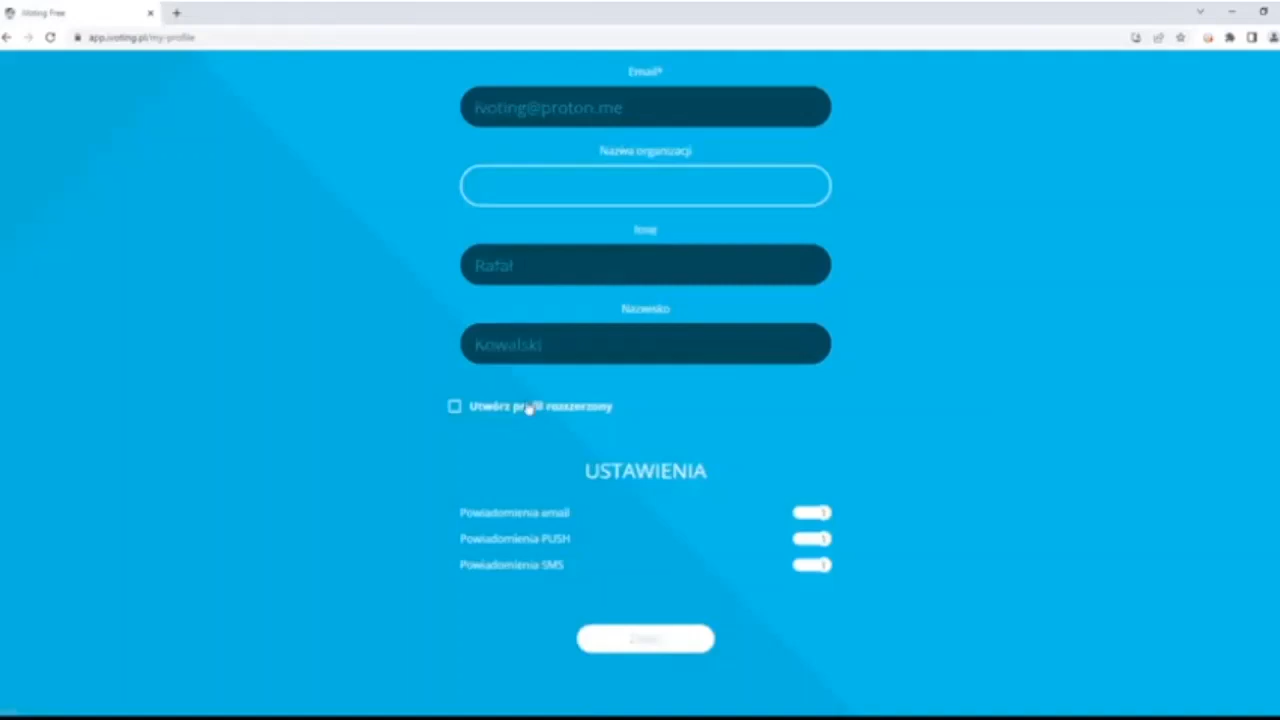 iVoting Free
app.ivoting.pl/my-profile
Email*
ivoting@proton.me
Nazwa organizacji
Imię
Rafał
Nazwisko
Kowalski
Utwórz profil rozszerzony
USTAWIENIA
Powiadomienia email
Powiadomienia PUSH
Powiadomienia SMS